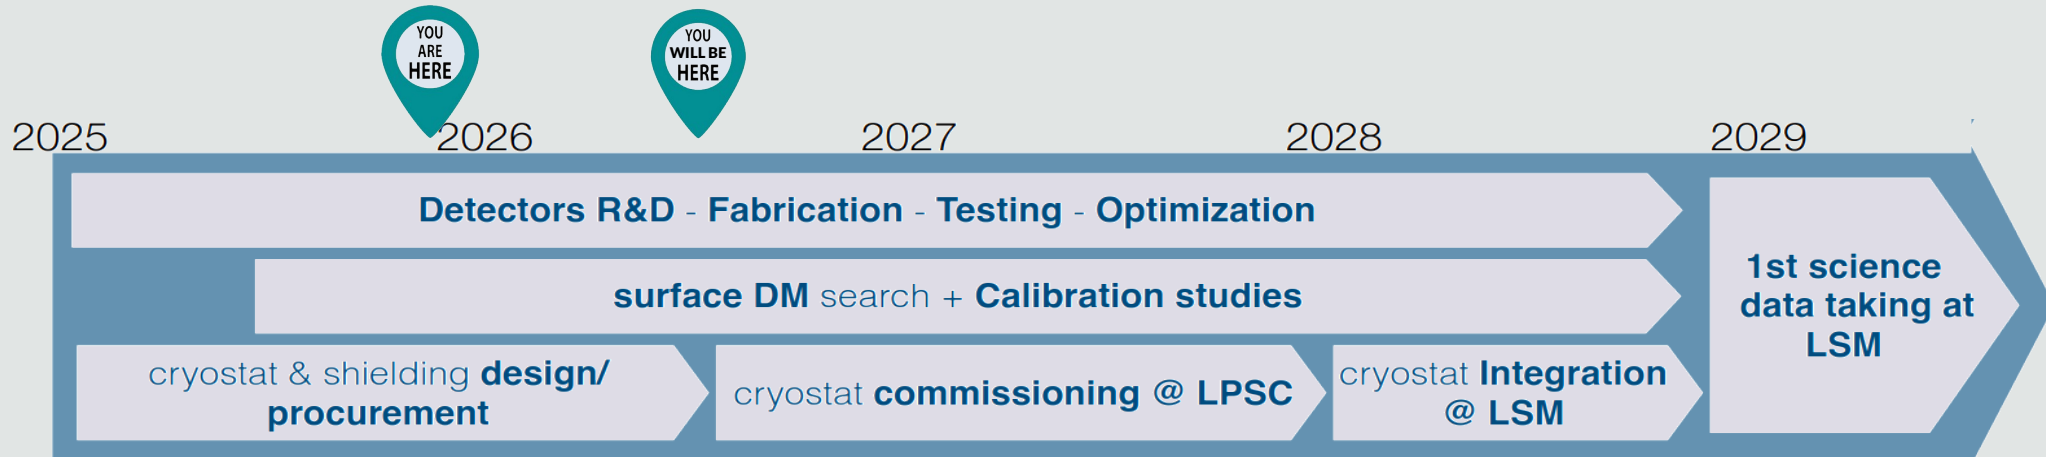 YOU
ARE
HERE
YOU
WILL BE
HERE
2025
2026
2027
2028
2029
Detectors R&D - Fabrication - Testing - Optimization
surface DM search + Calibration studies
cryostat & shielding design/
procurement
cryostat commissioning @ LPSC
cryostat Integration
@ LSM
1st science
data taking at
LSM